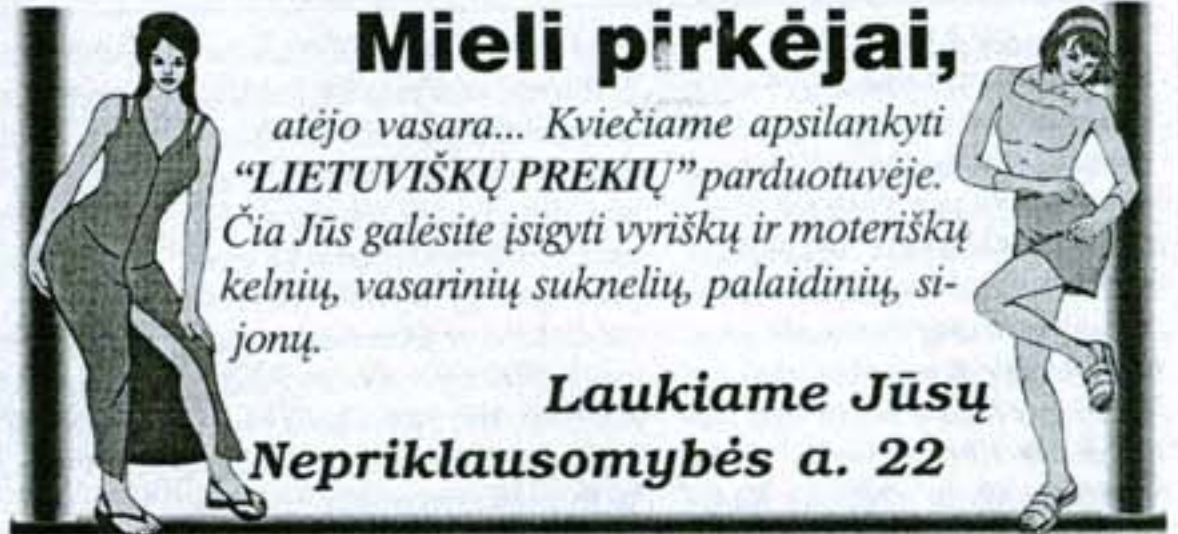 Mieli pirkėjai,
atėjo vasara... Kviečiame apsilankyti
“LIETUVIŠKŲ PREKIŲ” parduotuvėje.
Čia Jūs galėsite įsigyti vyriškų ir moteriškų
kelnių, vasarinių suknelių, palaidinių, si-
jonų.
Laukiame Jūsų
Nepriklausomybės a. 22